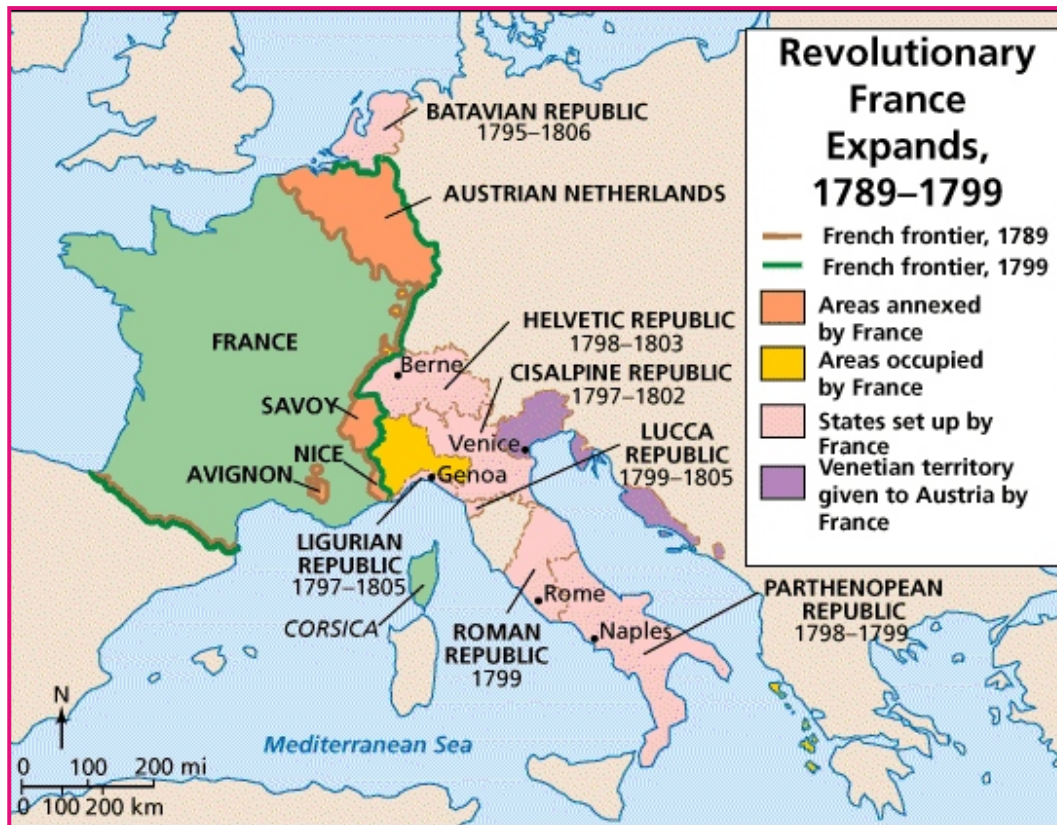 Revolutionary
France
Expands,
1789–1799
French frontier, 1789
French frontier, 1799
Areas annexed
by France
Areas occupied
by France
States set up by
France
Venetian territory
given to Austria by
France
BATAVIAN REPUBLIC
1795–1806
AUSTRIAN NETHERLANDS
HELVETIC REPUBLIC
1798–1803
FRANCE
Berne
CISALPINE REPUBLIC
1797–1802
SAVOY
Venice
LUCCA
REPUBLIC
1799–1805
NICE
AVIGNON
Genoa
LIGURIAN
REPUBLIC
1797–1805
CORSICA
Rome
ROMAN
REPUBLIC
1799
Naples
PARTHENOPEAN
REPUBLIC
1798–1799
N
Mediterranean Sea
0 100 200 mi
0 100 200 km